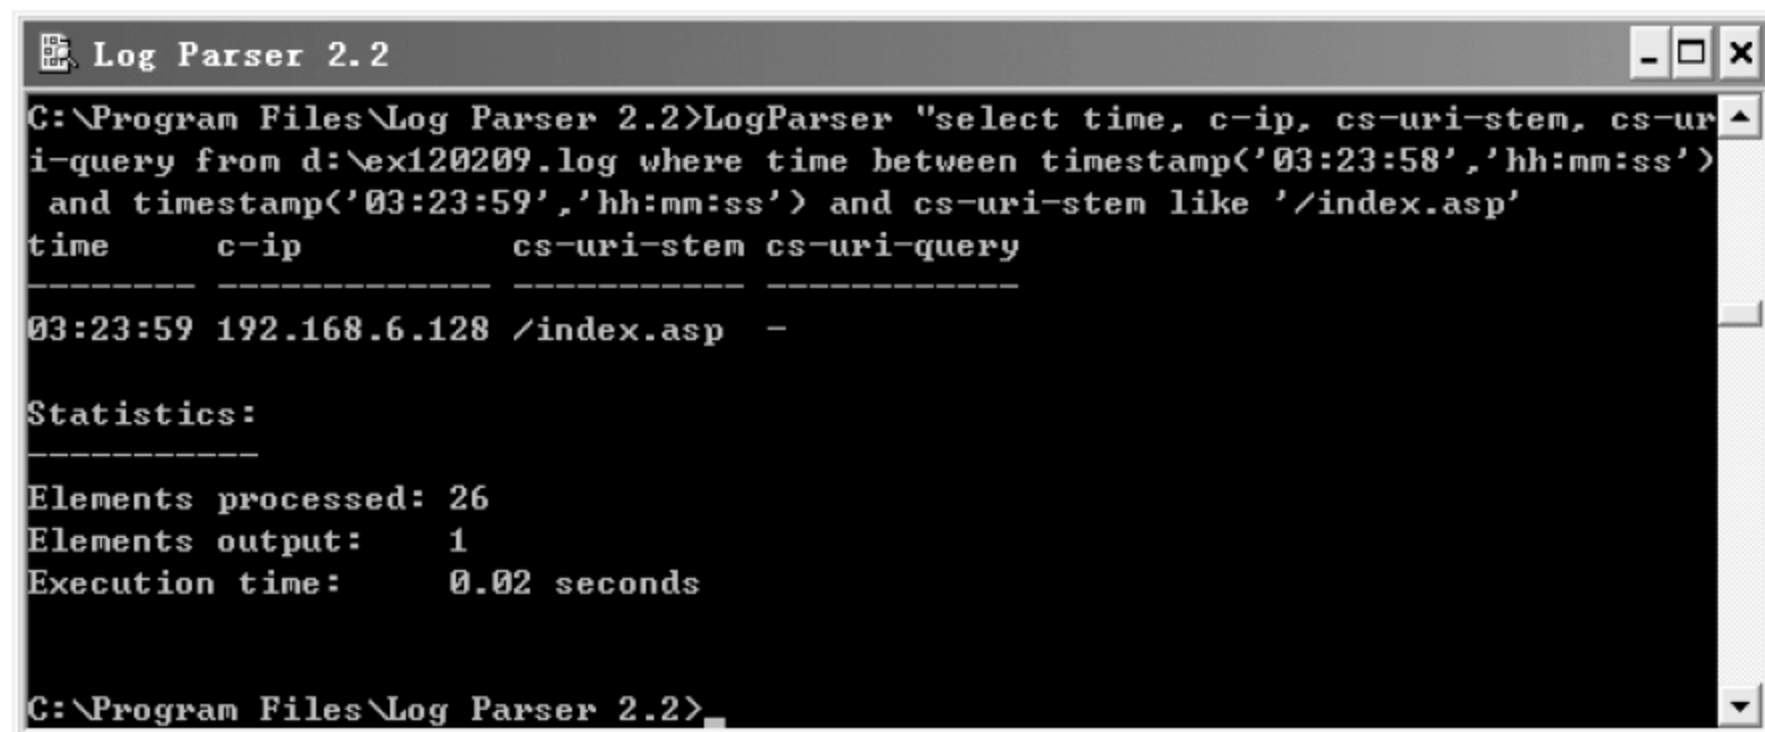 Log Parser 2.2
C:\Program Files\Log Parser 2.2>LogParser "select time, c-ip, cs-uri-stem, cs-ur
i-query from d:\ex120209.log where time between timestamp('03:23:58','hh:mm:ss')
 and timestamp('03:23:59','hh:mm:ss') and cs-uri-stem like '/index.asp'
time     c-ip          cs-uri-stem cs-uri-query
-------- ------------- ----------- ------------
03:23:59 192.168.6.128 /index.asp  -
Statistics:
-----------
Elements processed: 26
Elements output:    1
Execution time:     0.02 seconds
C:\Program Files\Log Parser 2.2>_